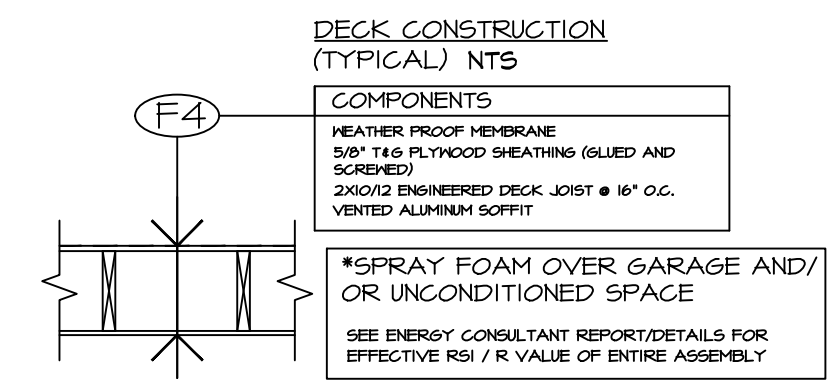 DECK CONSTRUCTION
(TYPICAL) NTS
F4
COMPONENTS
WEATHER PROOF MEMBRANE
5/8" T&G PLYWOOD SHEATHING (GLUED AND
SCREWED)
2X10/12 ENGINEERED DECK JOIST @ 16" O.C.
VENTED ALUMINUM SOFFIT
*SPRAY FOAM OVER GARAGE AND/
OR UNCONDITIONED SPACE
SEE ENERGY CONSULTANT REPORT/DETAILS FOR
EFFECTIVE RSI / R VALUE OF ENTIRE ASSEMBLY